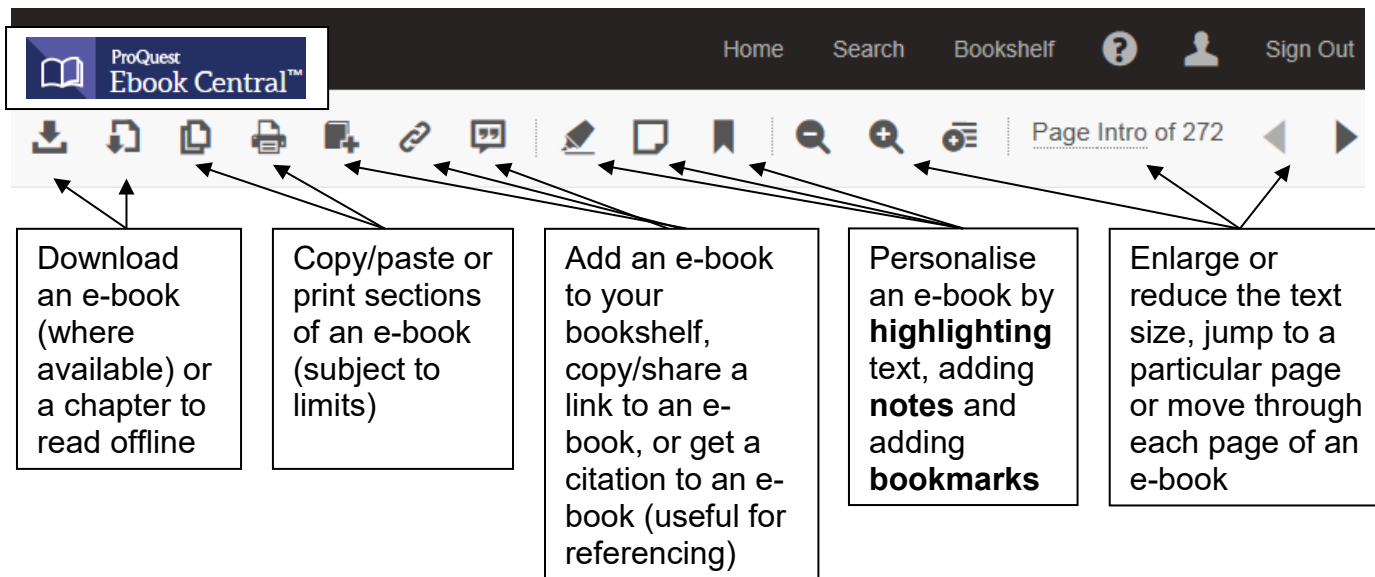 Home Search Bookshelf ? Sign Out
ProQuest
Ebook Central™
Page Intro of 272
Download
an e-book
(where
available) or
a chapter to
read offline
Copy/paste or
print sections
of an e-book
(subject to
limits)
Add an e-book
to your
bookshelf,
copy/share a
link to an e-
book, or get a
citation to an e-
book (useful for
referencing)
Personalise
an e-book by
highlighting
text, adding
notes and
adding
bookmarks
Enlarge or
reduce the text
size, jump to a
particular page
or move through
each page of an
e-book